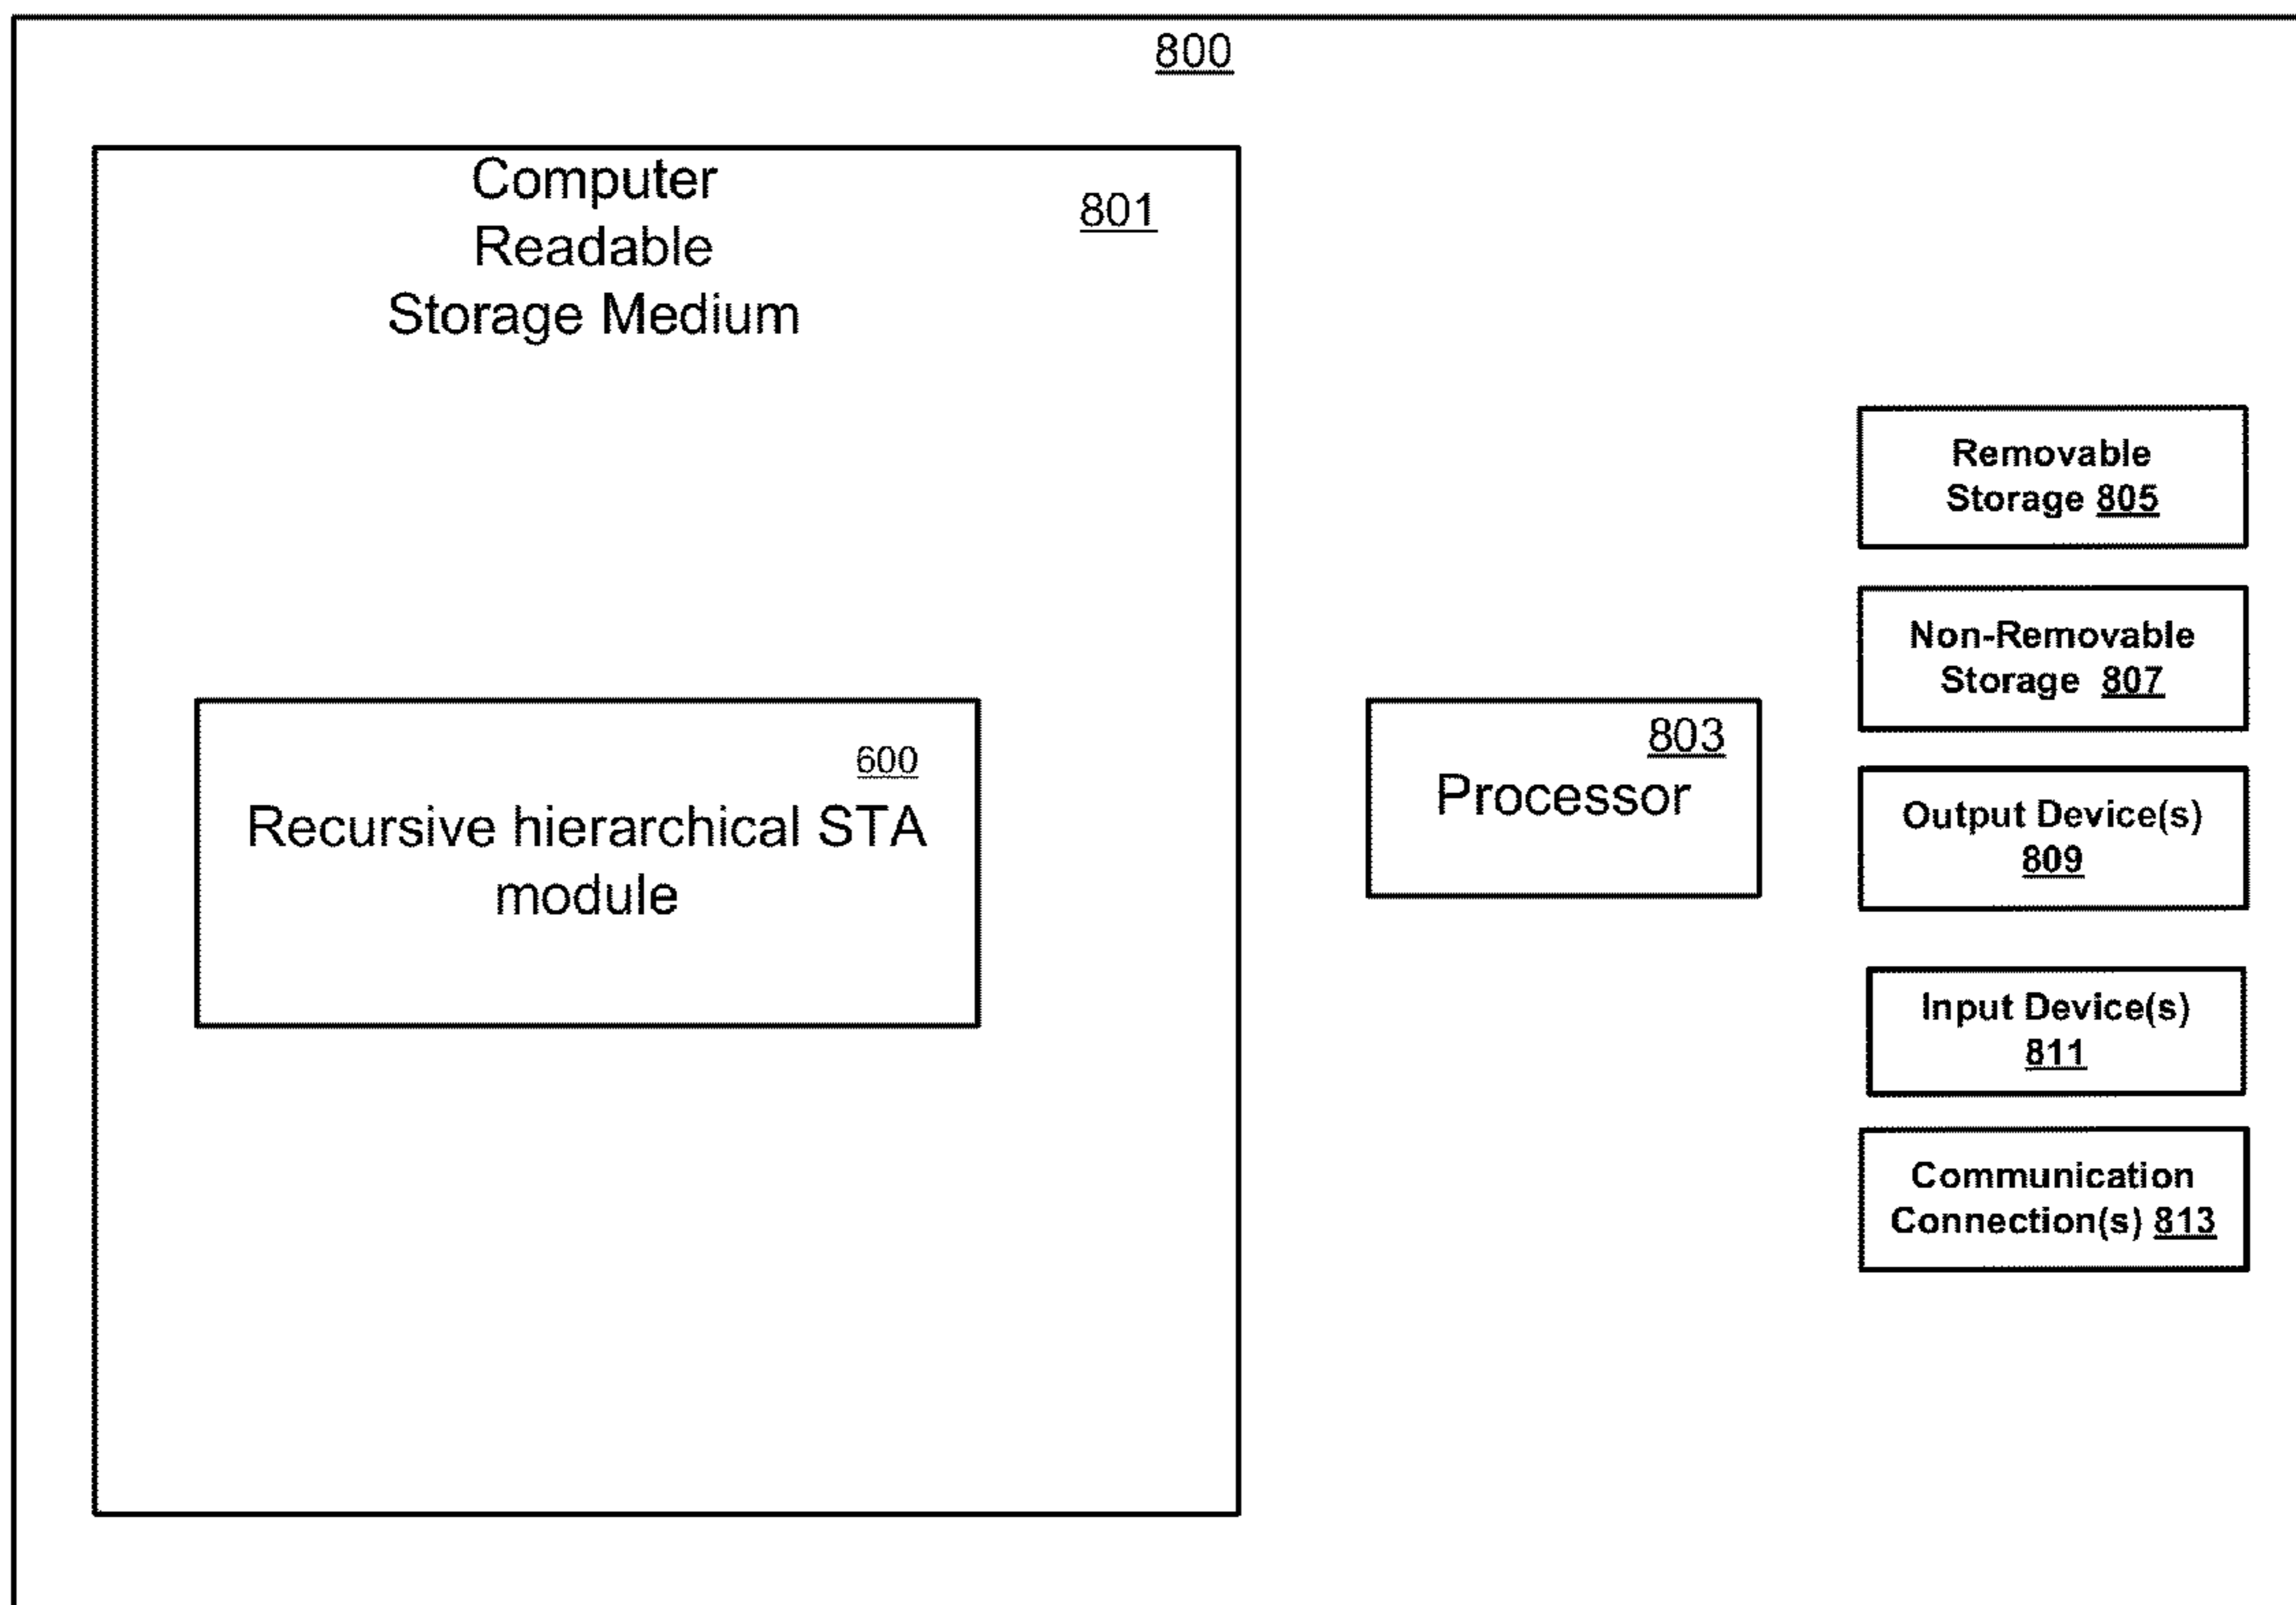 800
Computer
Readable
Storage Medium
801
600
Recursive hierarchical STA
module
803
Processor
Removable
Storage 805
Non-Removable
Storage 807
Output Device(s)
809
Input Device(s)
811
Communication
Connection(s) 813